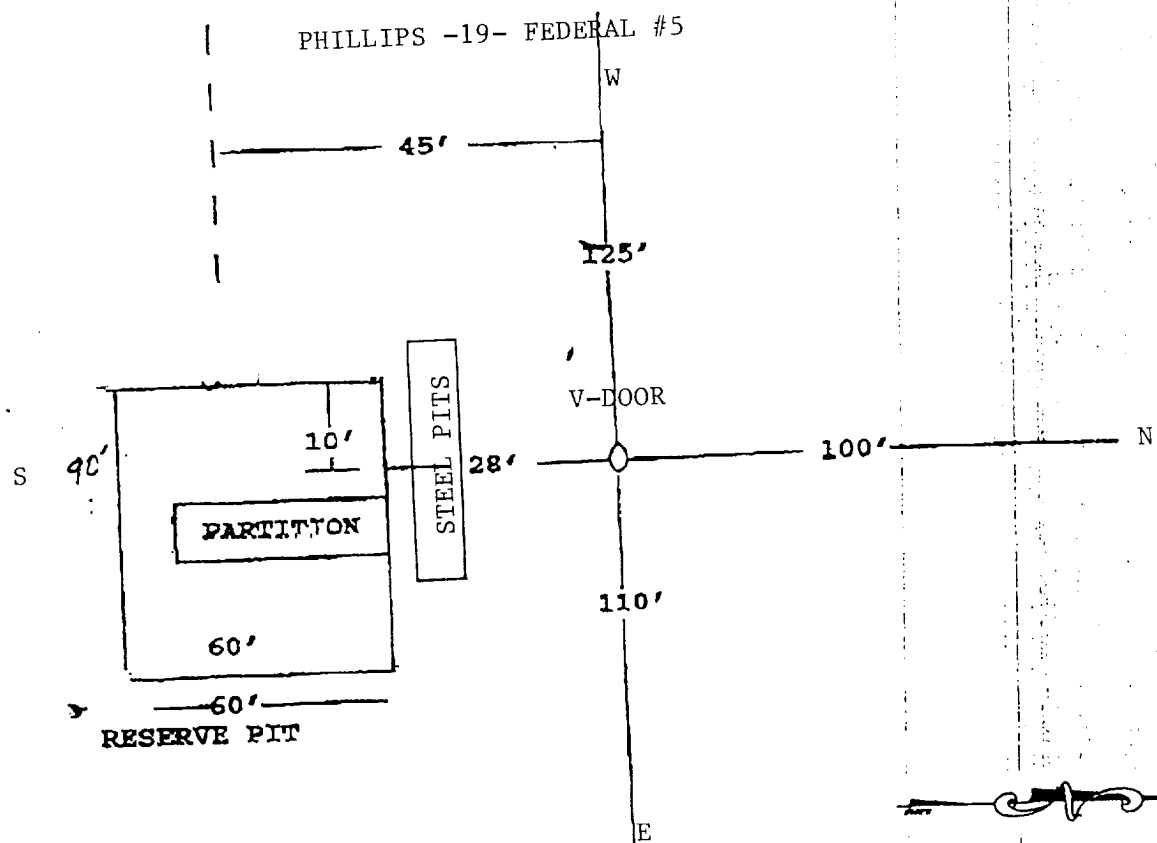 PHILLIPS -19- FEDERAL #5
W
45'
125'
V-DOOR
10'
STEEL PITS
28'
100'
N
S
90'
PARTITION
110'
60'
60'
RESERVE PIT
E